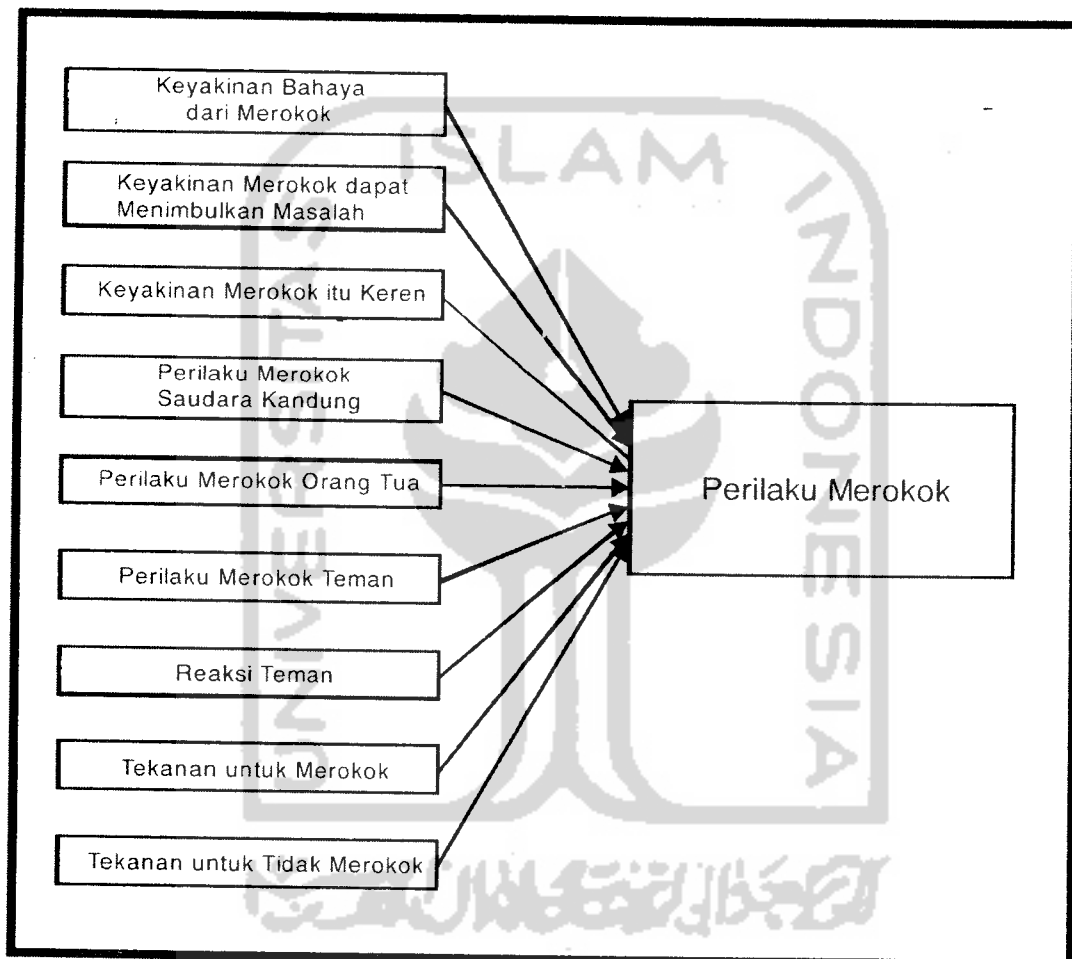 Keyakinan Bahaya
dari Merokok
Keyakinan Merokok dapat
Menimbulkan Masalah
Keyakinan Merokok itu Keren
Perilaku Merokok
Saudara Kandung
Perilaku Merokok Orang Tua
Perilaku Merokok Teman
Reaksi Teman
Tekanan untuk Merokok
Tekanan untuk Tidak Merokok
Perilaku Merokok
UNIVERSITAS
ISLAM
INDONESIA